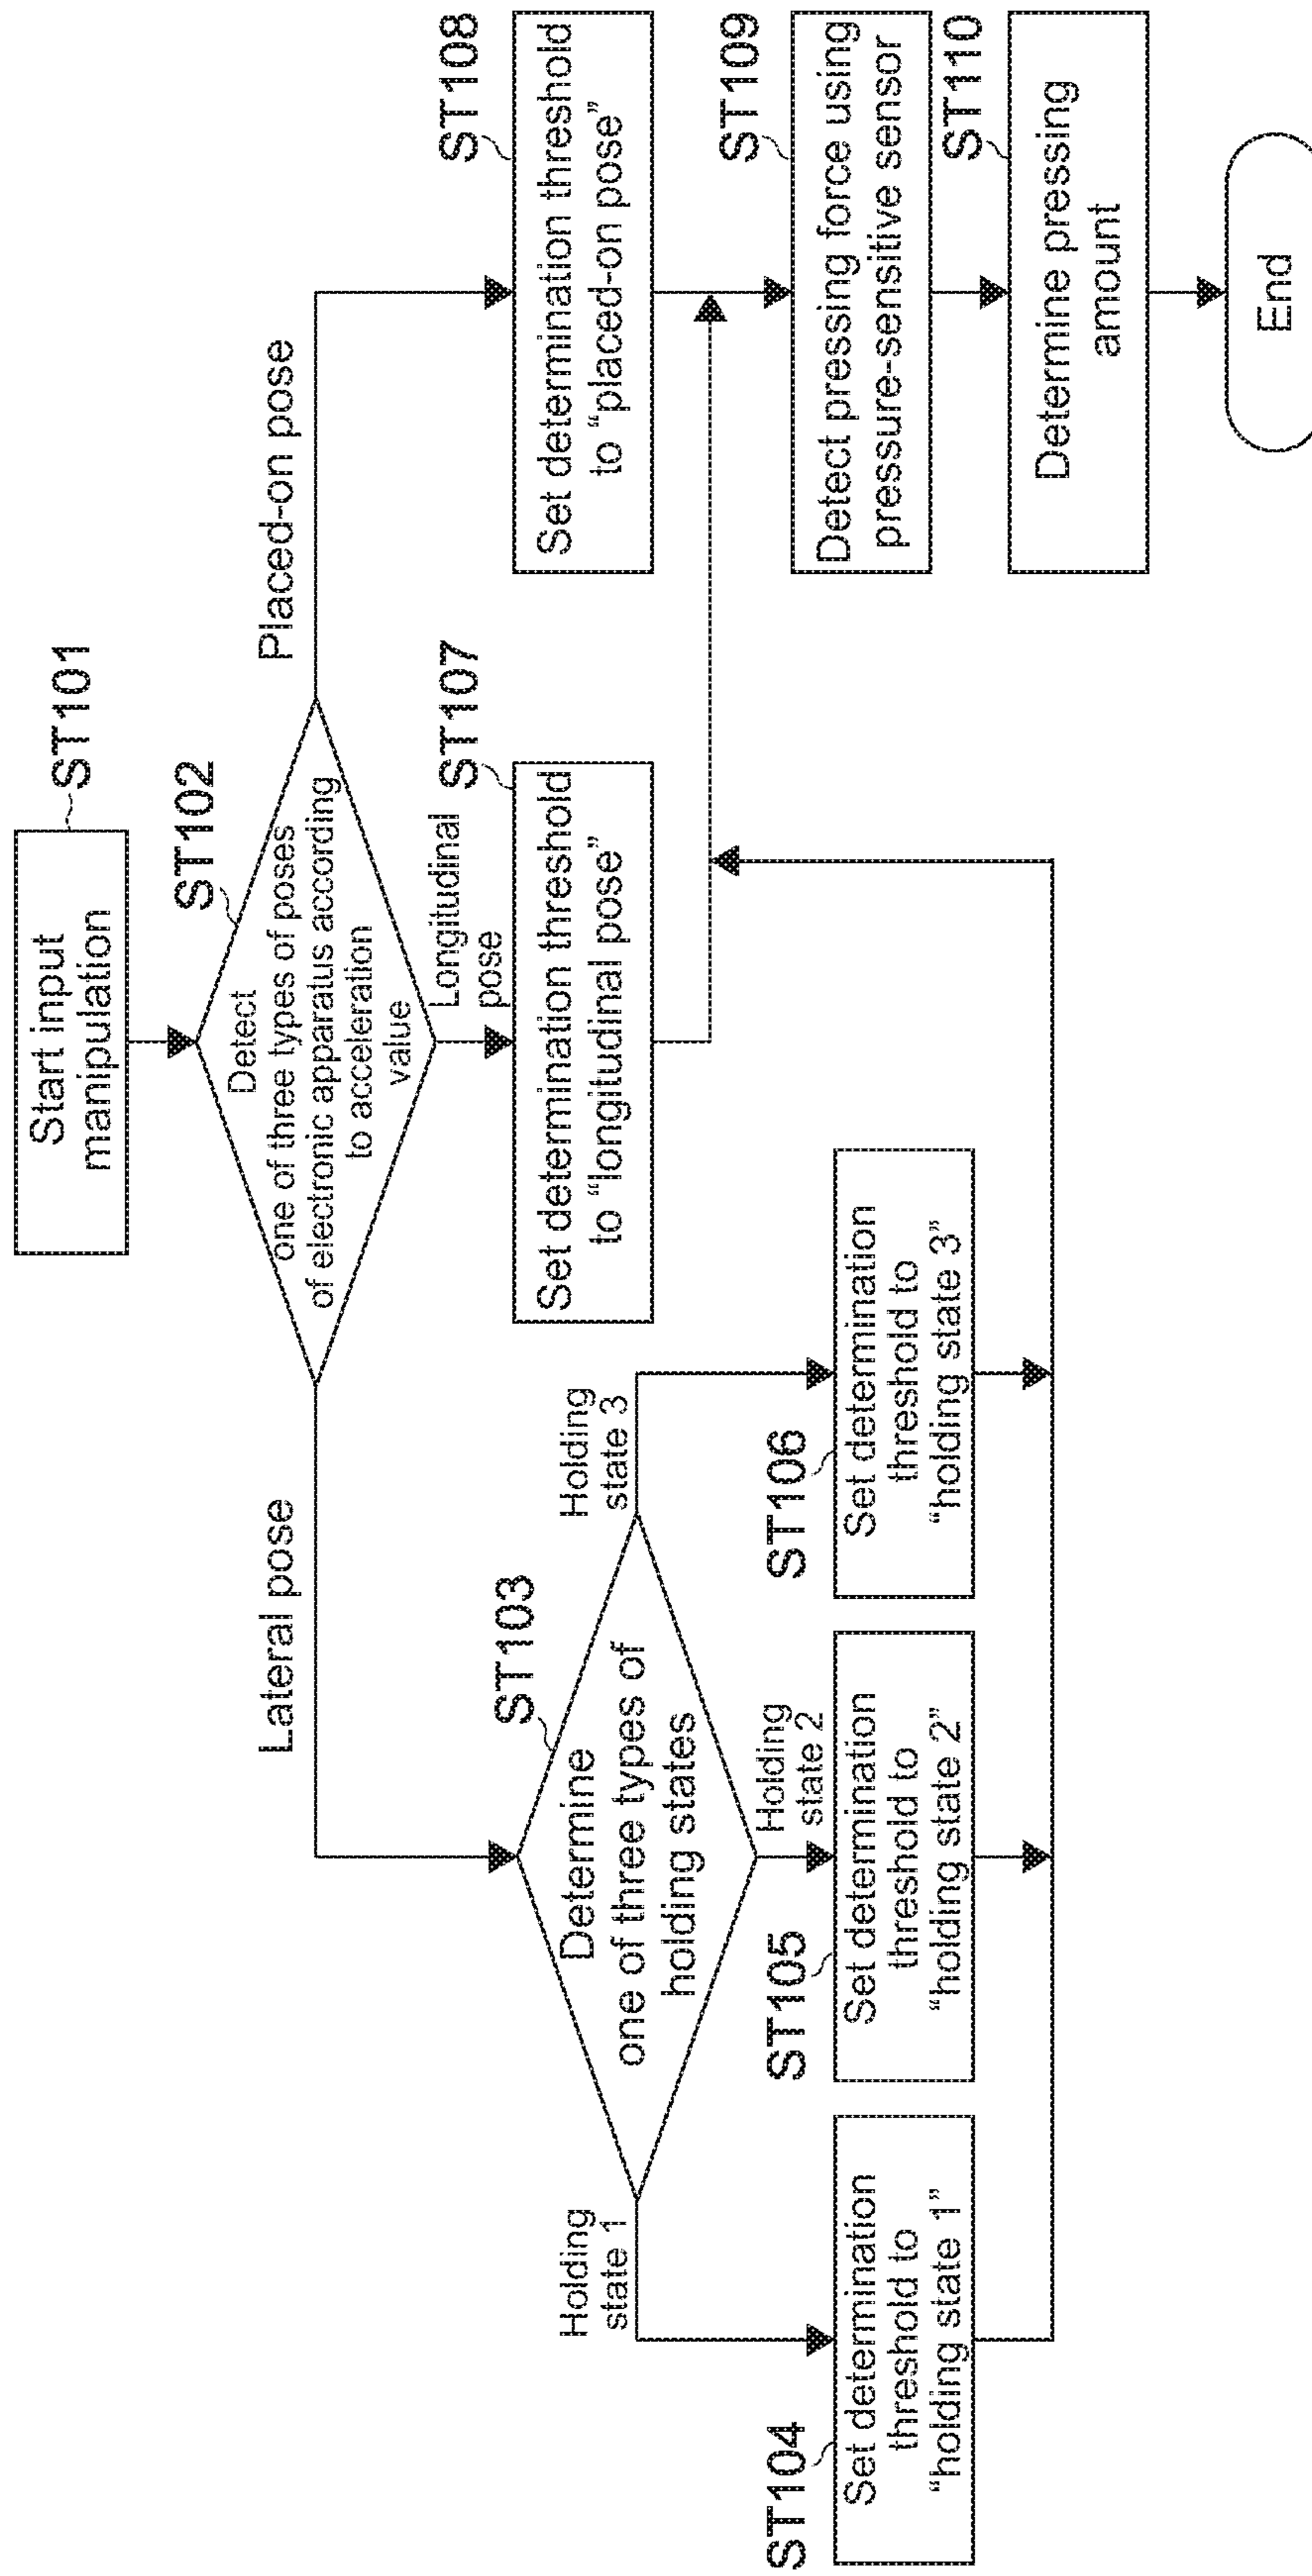 Start input
manipulation
ST101
ST102
Detect
one of three types of poses
of electronic apparatus according
to acceleration
value
Lateral pose
Longitudinal
pose
Placed-on pose
ST103
Determine
one of three types of
holding states
Holding
state 1
Holding
state 2
Holding
state 3
ST104
Set determination
threshold to
“holding state 1”
ST105
Set determination
threshold to
“holding state 2”
ST106
Set determination
threshold to
“holding state 3”
ST107
Set determination threshold
to “longitudinal pose”
ST108
Set determination threshold
to “placed-on pose”
ST109
Detect pressing force using
pressure-sensitive sensor
ST110
Determine pressing
amount
End